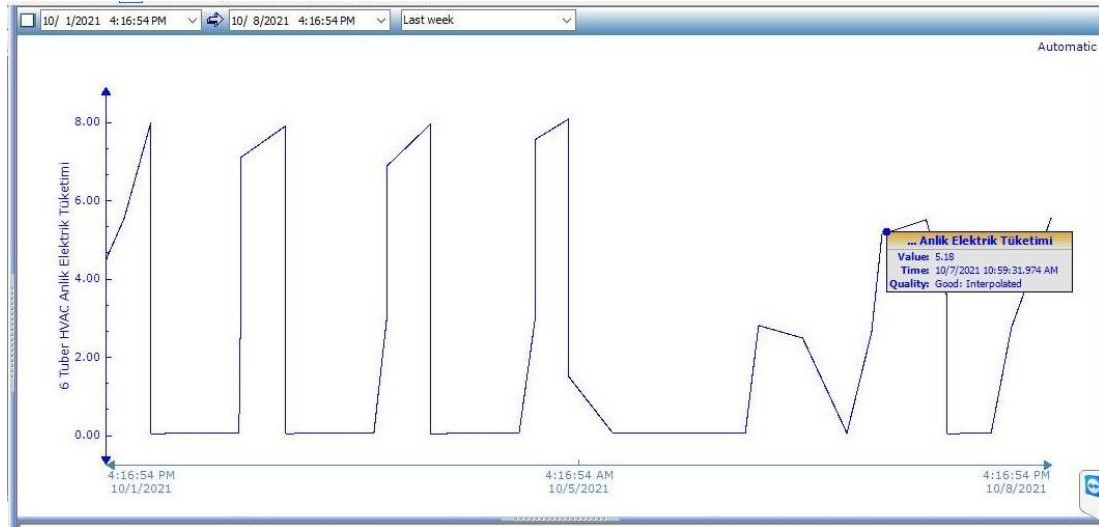 10/ 1/2021 4:16:54 PM 10/ 8/2021 4:16:54 PM Last week
Automatic
6 Tuber HVAC Anlik Elektrik Tüketimi
8.00
6.00
4.00
2.00
0.00
... Anlik Elektrik Tüketimi
Value: 5.18
Time: 10/7/2021 10:59:31.974 AM
Quality: Good: Interpolated
4:16:54 PM 4:16:54 AM 4:16:54 PM
10/1/2021 10/5/2021 10/8/2021